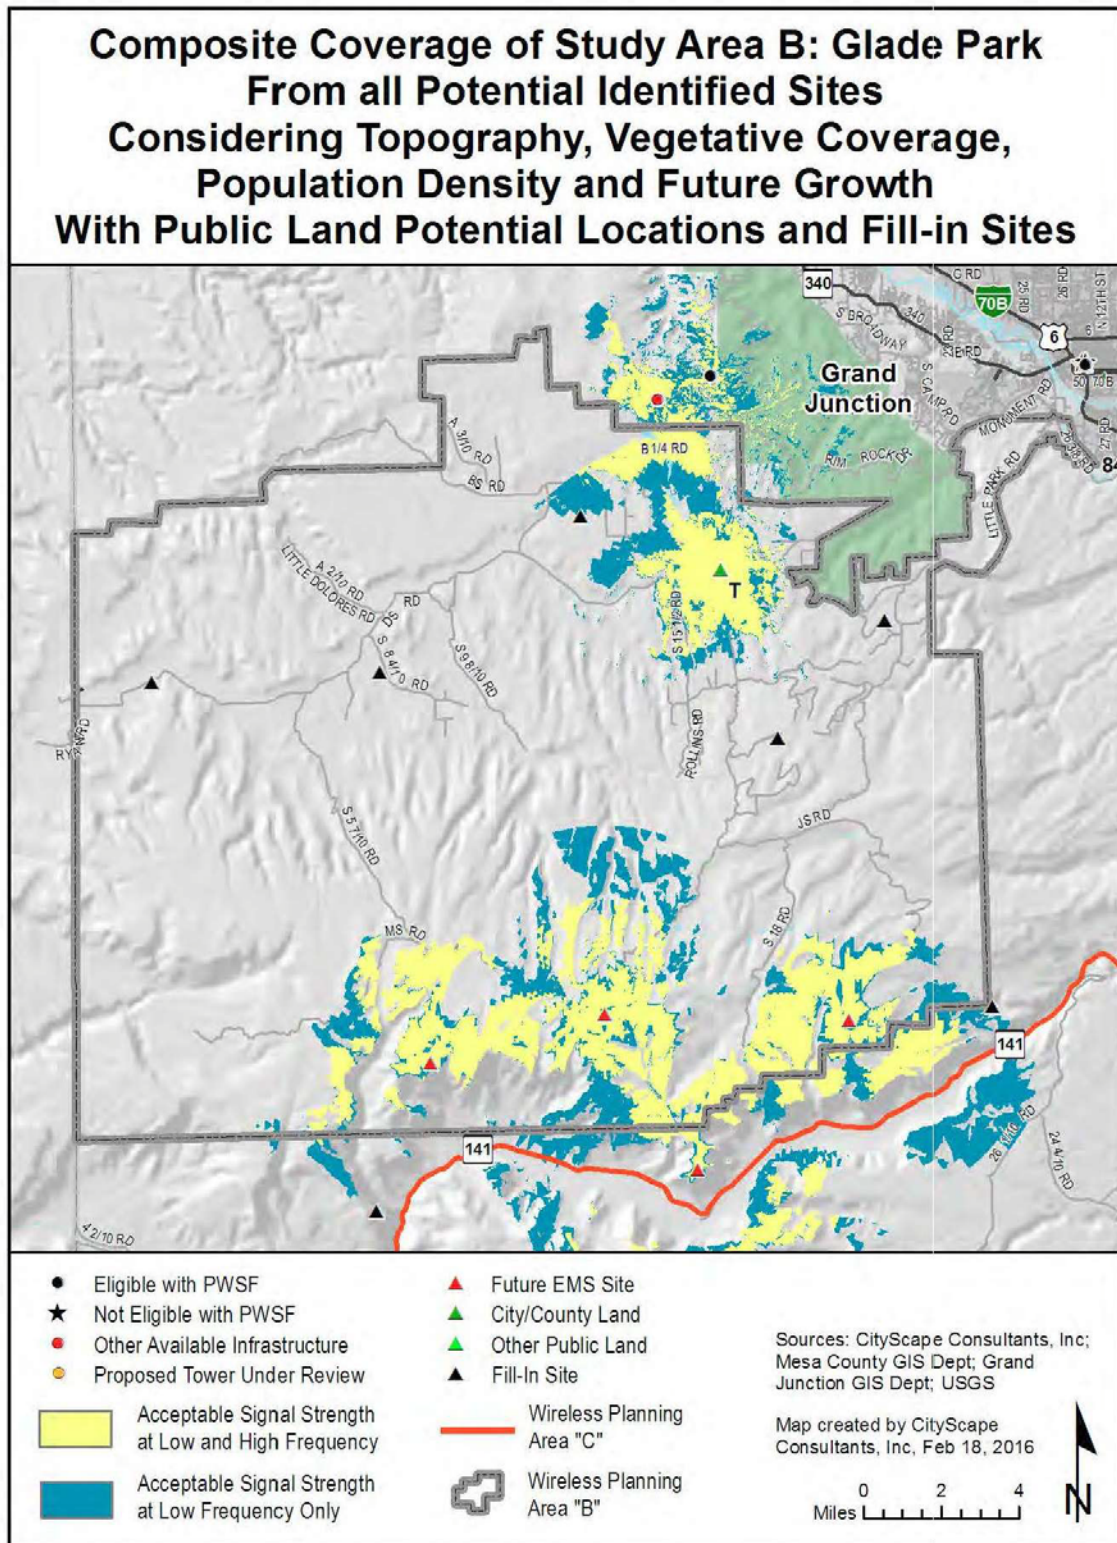 Composite Coverage of Study Area B: Glade Park
From all Potential Identified Sites
Considering Topography, Vegetative Coverage,
Population Density and Future Growth
With Public Land Potential Locations and Fill-in Sites
340
G RD
70B
25 RD
26 RD
N 12TH ST
S BROADWAY
340
23 RD
E RD
6
6
50
70 B
Grand
Junction
S CAMP RD
MONUMENT RD
26 3/8 RD
27 RD
84
A 3/10 RD
B 1/4 RD
BS RD
RIM ROCK DR
LITTLE PARK RD
A 2/10 RD
LITTLE DOLORES RD
DS RD
S 15 1/2 RD
T
S 8 4/10 RD
S 9 8/10 RD
ROLLINS RD
S 5 7/10 RD
JS RD
MS RD
S 18 RD
141
141
24 4/10 RD
4 2/10 RD
Eligible with PWSF
Not Eligible with PWSF
Other Available Infrastructure
Proposed Tower Under Review
Acceptable Signal Strength
at Low and High Frequency
Acceptable Signal Strength
at Low Frequency Only
Future EMS Site
City/County Land
Other Public Land
Fill-In Site
Wireless Planning
Area "C"
Wireless Planning
Area "B"
Sources: CityScape Consultants, Inc;
Mesa County GIS Dept; Grand
Junction GIS Dept; USGS
Map created by CityScape
Consultants, Inc, Feb 18, 2016
0 2 4
Miles
N